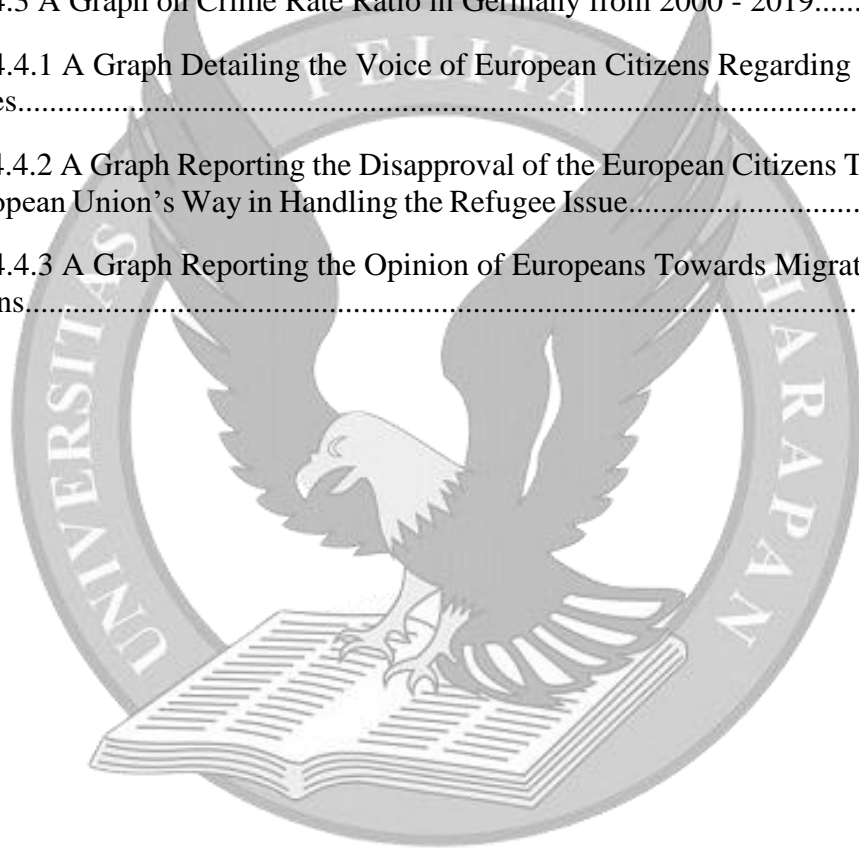 4.3 A Graph on Crime Rate Ratio in Germany from 2000 - 2019......
4.4.1 A Graph Detailing the Voice of European Citizens Regarding
es....................................................................................................
4.4.2 A Graph Reporting the Disapproval of the European Citizens T
opean Union’s Way in Handling the Refugee Issue...........................
4.4.3 A Graph Reporting the Opinion of Europeans Towards Migrat
ns....................................................................................................
UNIVERSITAS PELITA HARAPAN